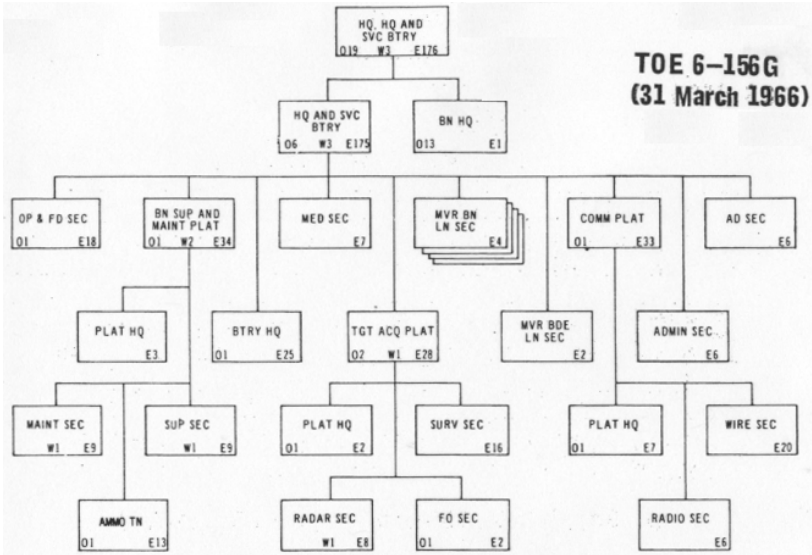 HQ, HQ AND
SVC BTRY
O19 W3 E176
TOE 6-156G
(31 March 1966)
HQ AND SVC
BTRY
O6 W3 E175
BN HQ
O13 E1
OP & FD SEC
O1 E18
BN SUP AND
MAINT PLAT
O1 W2 E34
MED SEC
E7
MVR BN
LN SEC
E4
COMM PLAT
O1 E33
AD SEC
E6
PLAT HQ
E3
BTRY HQ
O1 E25
TGT ACQ PLAT
O2 W1 E28
MVR BDE
LN SEC
E2
ADMIN SEC
E6
MAINT SEC
W1 E9
SUP SEC
W1 E9
PLAT HQ
O1 E2
SURV SEC
E16
PLAT HQ
O1 E7
WIRE SEC
E20
AMMO TN
O1 E13
RADAR SEC
W1 E8
FO SEC
O1 E2
RADIO SEC
E6